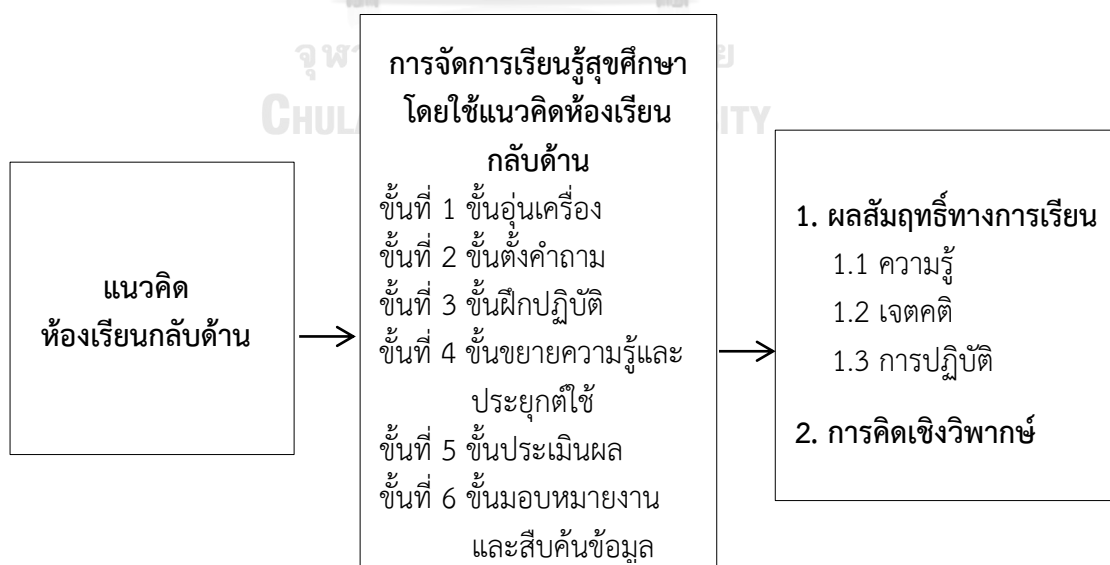 จุฬา
ย
CHULA
SITY
แนวคิด
ห้องเรียนกลับด้าน
การจัดการเรียนรู้สุขศึกษา
โดยใช้แนวคิดห้องเรียน
กลับด้าน
ขั้นที่ 1 ขั้นอุ่นเครื่อง
ขั้นที่ 2 ขั้นตั้งคำถาม
ขั้นที่ 3 ขั้นฝึกปฏิบัติ
ขั้นที่ 4 ขั้นขยายความรู้และ
ประยุกต์ใช้
ขั้นที่ 5 ขั้นประเมินผล
ขั้นที่ 6 ขั้นมอบหมายงาน
และสืบค้นข้อมูล
1. ผลสัมฤทธิ์ทางการเรียน
1.1 ความรู้
1.2 เจตคติ
1.3 การปฏิบัติ
2. การคิดเชิงวิพากษ์